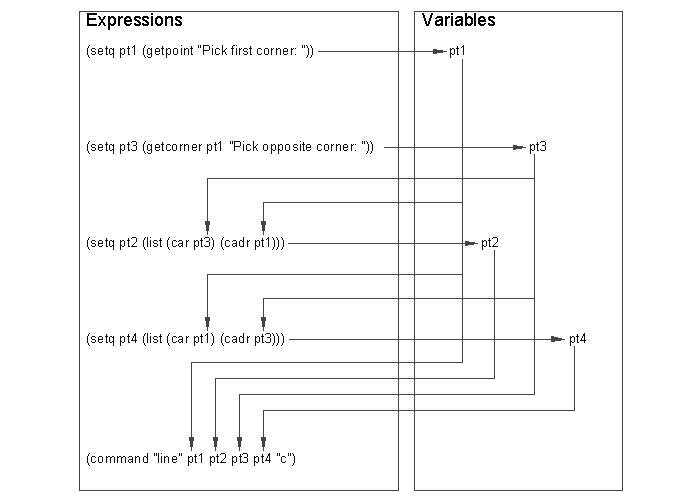 Expressions
Variables
(setq pt1 (getpoint "Pick first corner: "))
pt1
(setq pt3 (getcorner pt1 "Pick opposite corner: "))
pt3
(setq pt2 (list (car pt3) (cadr pt1)))
pt2
(setq pt4 (list (car pt1) (cadr pt3)))
pt4
(command "line" pt1 pt2 pt3 pt4 "c")